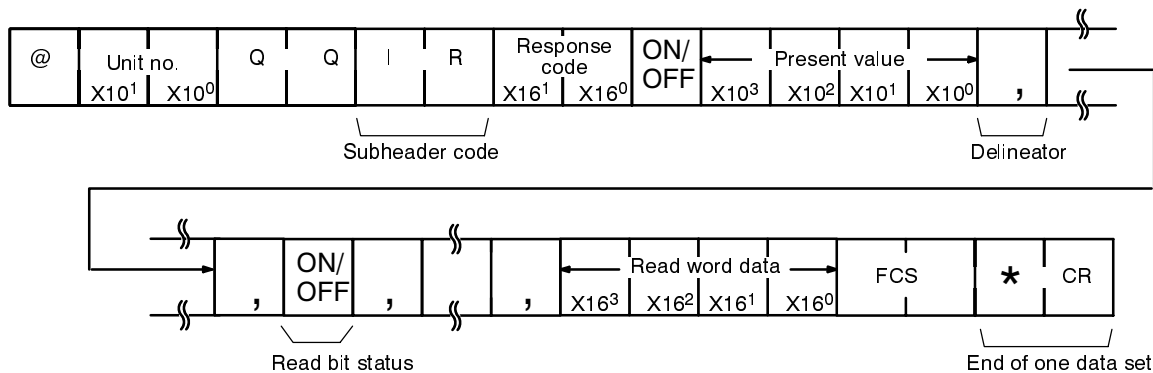 @ Unit no. Q Q I R Response code ON/OFF Present value
X10¹ X10⁰ X16¹ X16⁰ X10³ X10² X10¹ X10⁰ ,
Subheader code Delineator
, ON/OFF , , Read word data FCS * CR
X16³ X16² X16¹ X16⁰
Read bit status End of one data set